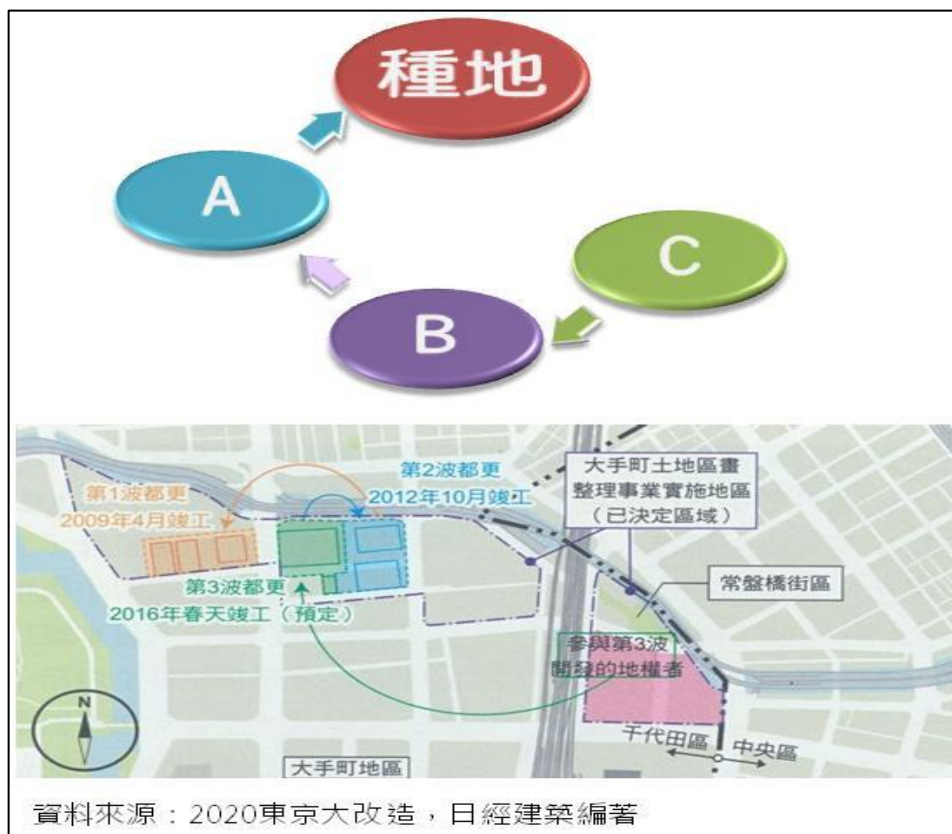 種地
A
C
B
第1波都更
2009年4月竣工
第2波都更
2012年10月竣工
大手町土地區畫
整理事業實施地區
（已決定區域）
第3波都更
2016年春天竣工（預定）
常盤橋街區
參與第3波
開發的地權者
N
大手町地區
千代田區
中央區
資料來源：2020東京大改造，日經建築編著